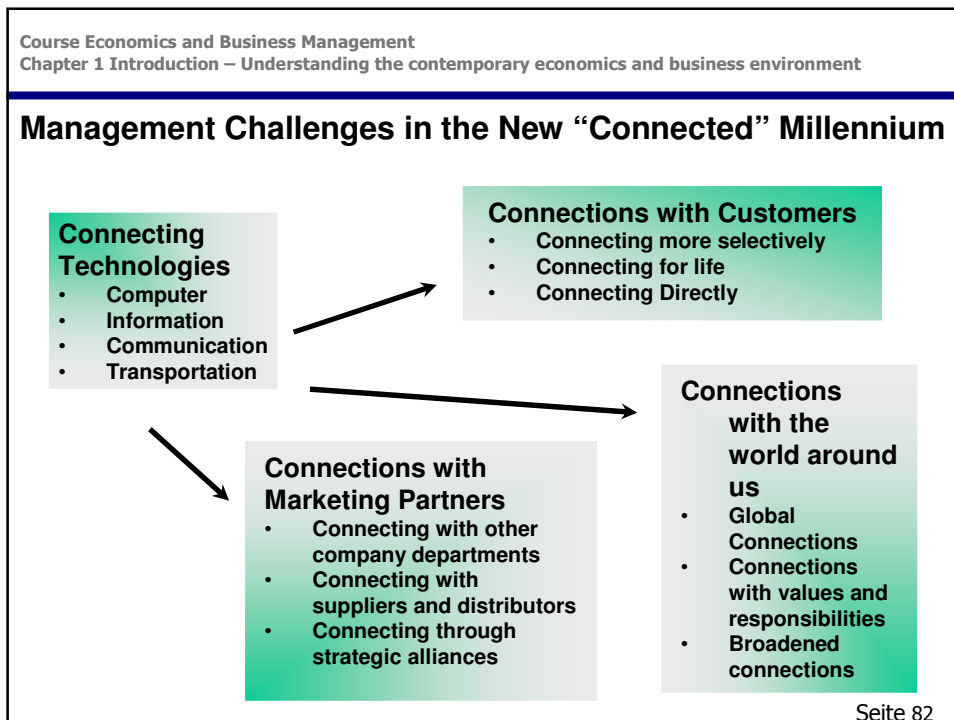 Course Economics and Business Management
Chapter 1 Introduction – Understanding the contemporary economics and business environment
Management Challenges in the New “Connected” Millennium
Connecting
Technologies
• Computer
• Information
• Communication
• Transportation
Connections with Customers
• Connecting more selectively
• Connecting for life
• Connecting Directly
Connections with
Marketing Partners
• Connecting with other
company departments
• Connecting with
suppliers and distributors
• Connecting through
strategic alliances
Connections
with the
world around
us
• Global
Connections
• Connections
with values and
responsibilities
• Broadened
connections
Seite 82